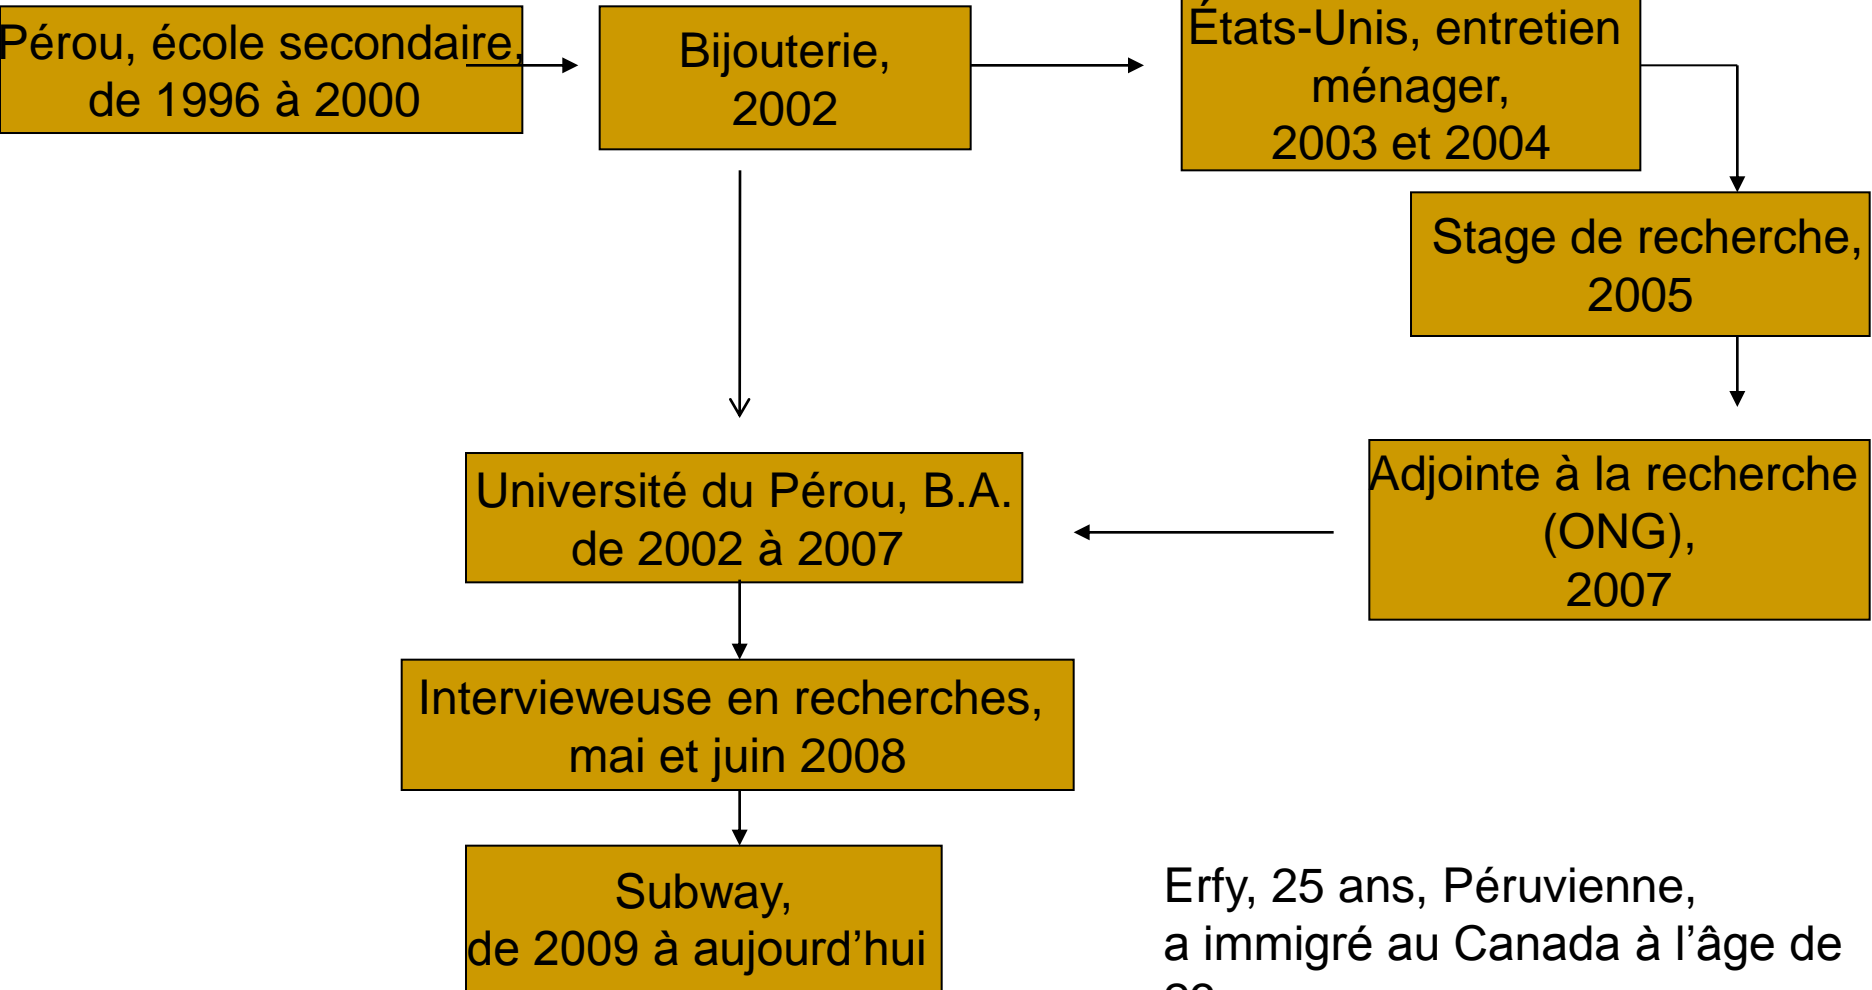 Pérou, école secondaire,
de 1996 à 2000
Bijouterie,
2002
États-Unis, entretien
ménager,
2003 et 2004
Stage de recherche,
2005
Adjointe à la recherche
(ONG),
2007
Université du Pérou, B.A.
de 2002 à 2007
Intervieweuse en recherches,
mai et juin 2008
Subway,
de 2009 à aujourd’hui
Erfy, 25 ans, Péruvienne,
a immigré au Canada à l’âge de